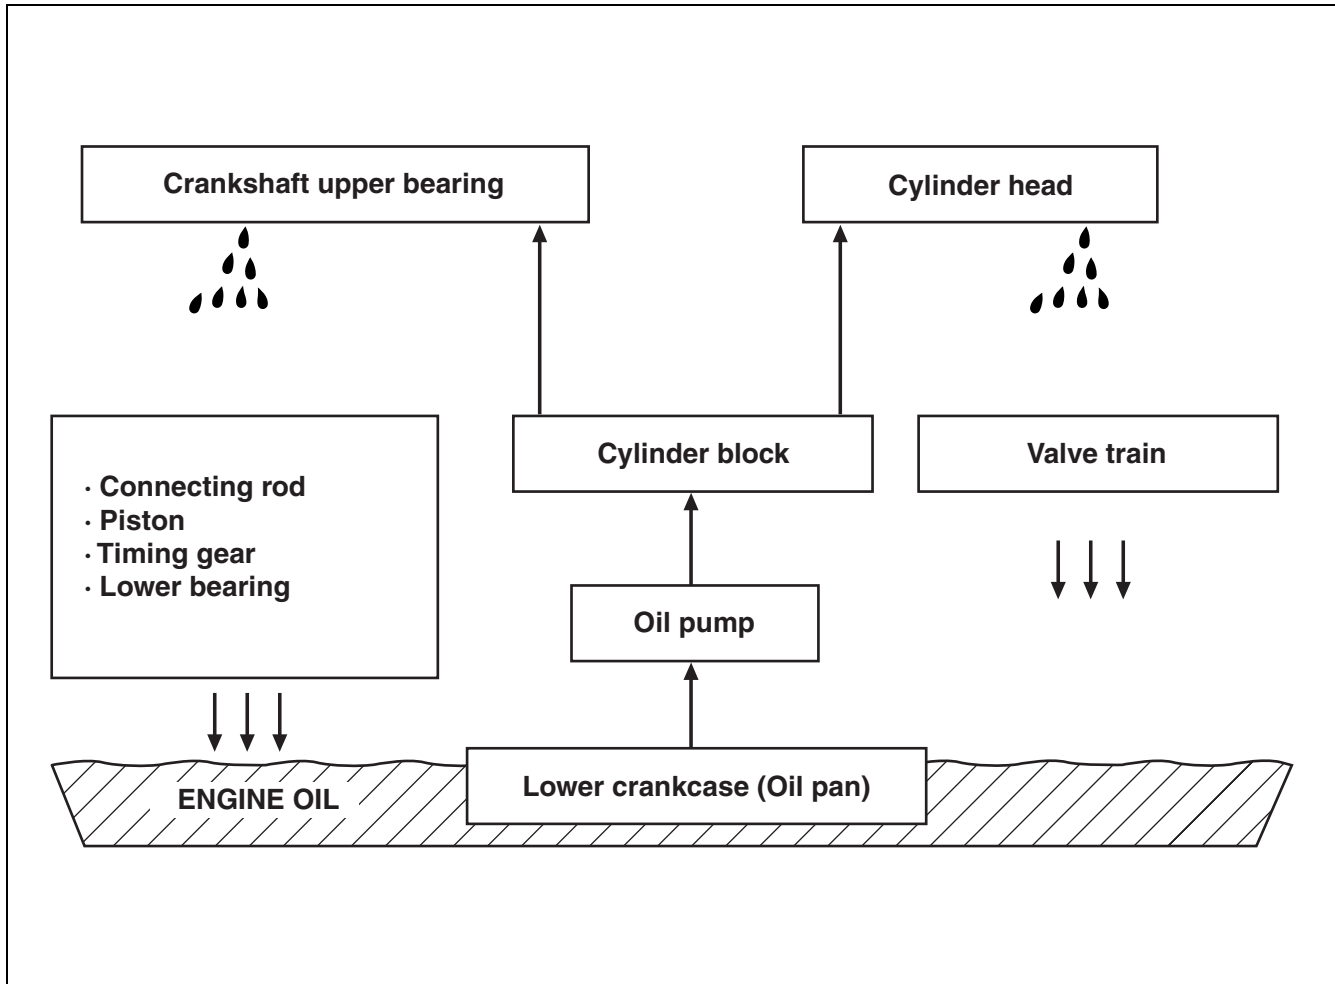 Crankshaft upper bearing
Cylinder head
· Connecting rod
· Piston
· Timing gear
· Lower bearing
Cylinder block
Valve train
Oil pump
ENGINE OIL
Lower crankcase (Oil pan)